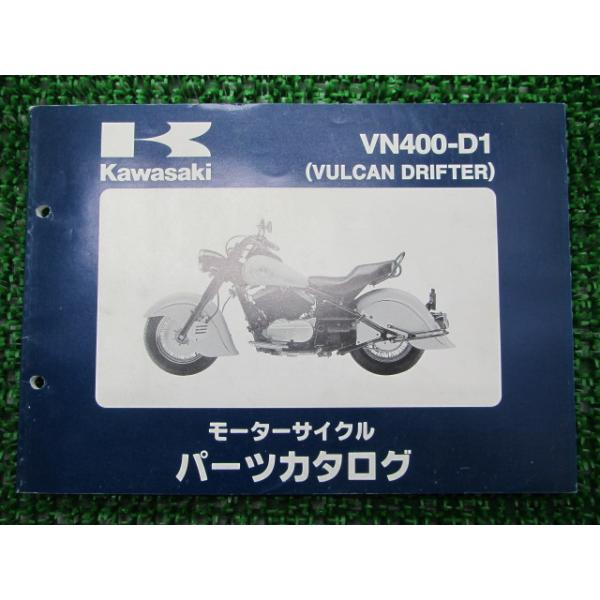 Kawasaki
VN400-D1
(VULCAN DRIFTER)
モーターサイクル
パーツカタログ